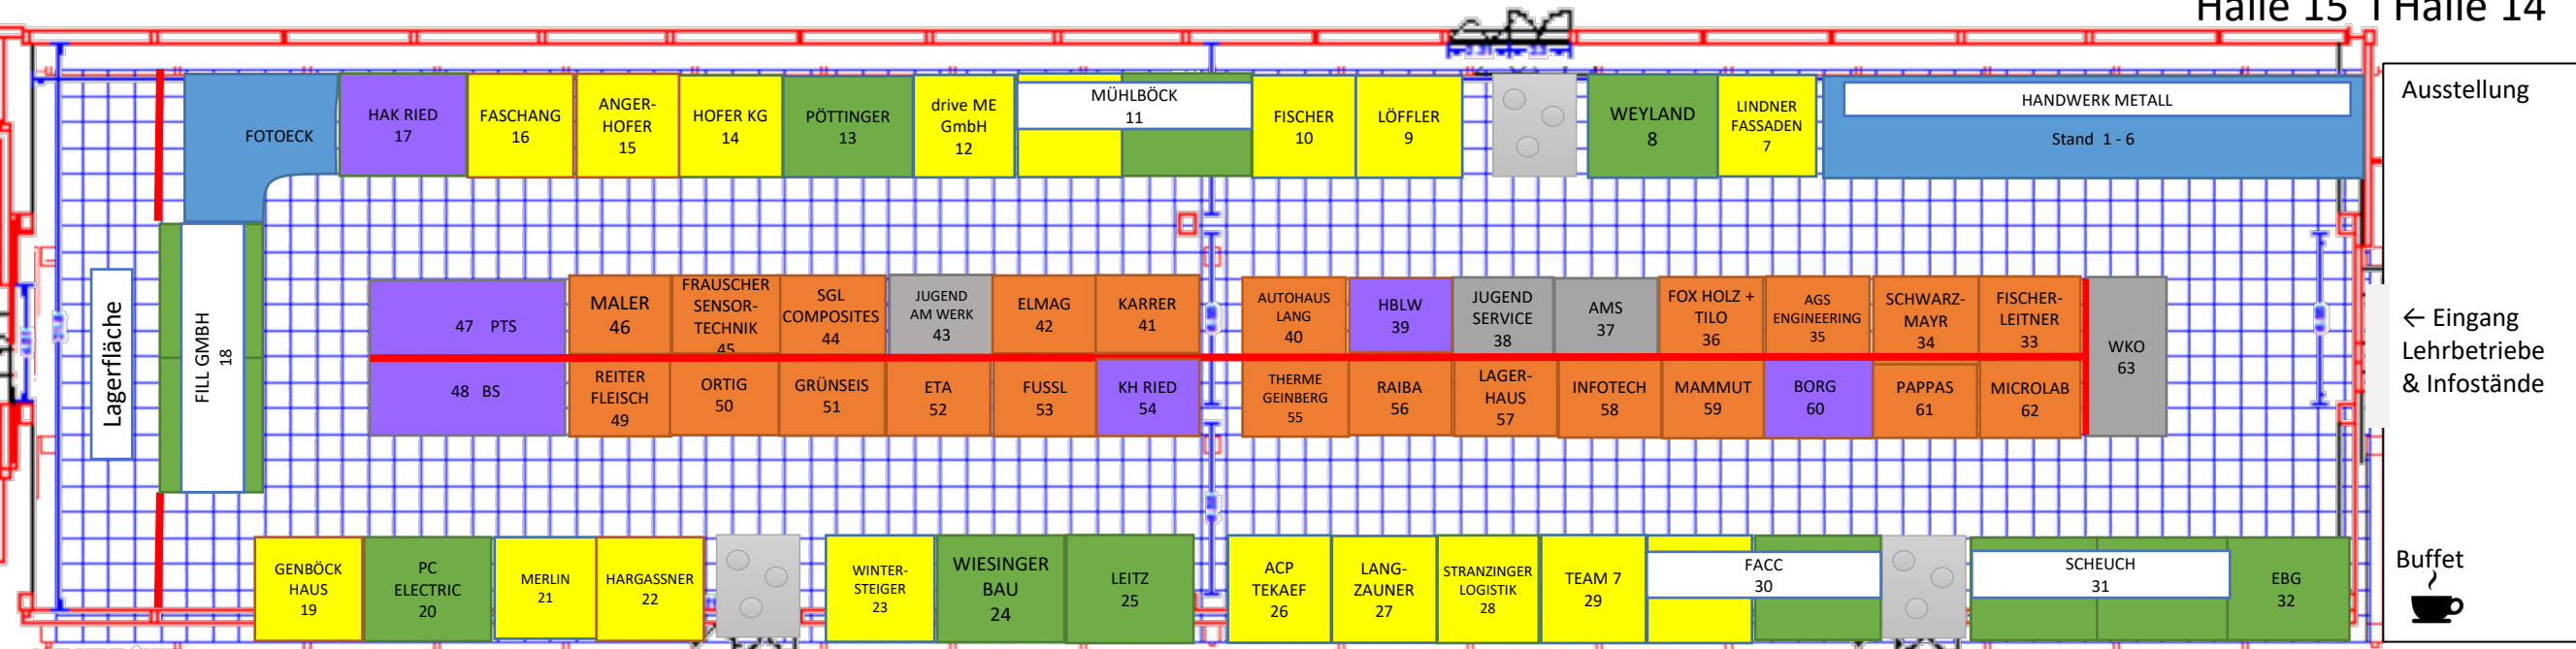 Halle 15 I Halle 14
FOTOECK
HAK RIED
17
FASCHANG
16
ANGER-
HOFER
15
HOFER KG
14
PÖTTINGER
13
drive ME
GmbH
12
MÜHLBÖCK
11
FISCHER
10
LÖFFLER
9
WEYLAND
8
LINDNER
FASSADEN
7
HANDWERK METALL
Stand 1 - 6
Ausstellung
Lagerfläche
FILL GMBH
18
47 PTS
MALER
46
FRAUSCHER
SENSOR-
TECHNIK
45
SGL
COMPOSITES
44
JUGEND
AM WERK
43
ELMAG
42
KARRER
41
AUTOHAUS
LANG
40
HBLW
39
JUGEND
SERVICE
38
AMS
37
FOX HOLZ +
TILO
36
AGS
ENGINEERING
35
SCHWARZ-
MAYR
34
FISCHER-
LEITNER
33
WKO
63
← Eingang
Lehrbetriebe
& Infostände
48 BS
REITER
FLEISCH
49
ORTIG
50
GRÜNSEIS
51
ETA
52
FUSSL
53
KH RIED
54
THERME
GEINBERG
55
RAIBA
56
LAGER-
HAUS
57
INFOTECH
58
MAMMUT
59
BORG
60
PAPPAS
61
MICROLAB
62
GENBÖCK
HAUS
19
PC
ELECTRIC
20
MERLIN
21
HARGASSNER
22
WINTER-
STEIGER
23
WIESINGER
BAU
24
LEITZ
25
ACP
TEKAEF
26
LANG-
ZAUNER
27
STRANZINGER
LOGISTIK
28
TEAM 7
29
FACC
30
SCHEUCH
31
EBG
32
Buffet